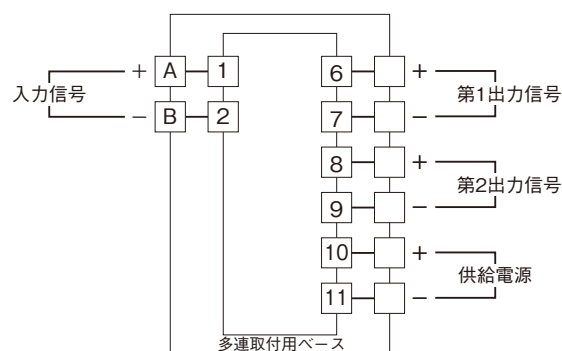 + A 1 6 +
入力信号 第1出力信号
− B 2 7 −
8 +
第2出力信号
9 −
10 +
供給電源
11 −
多連取付用ベース